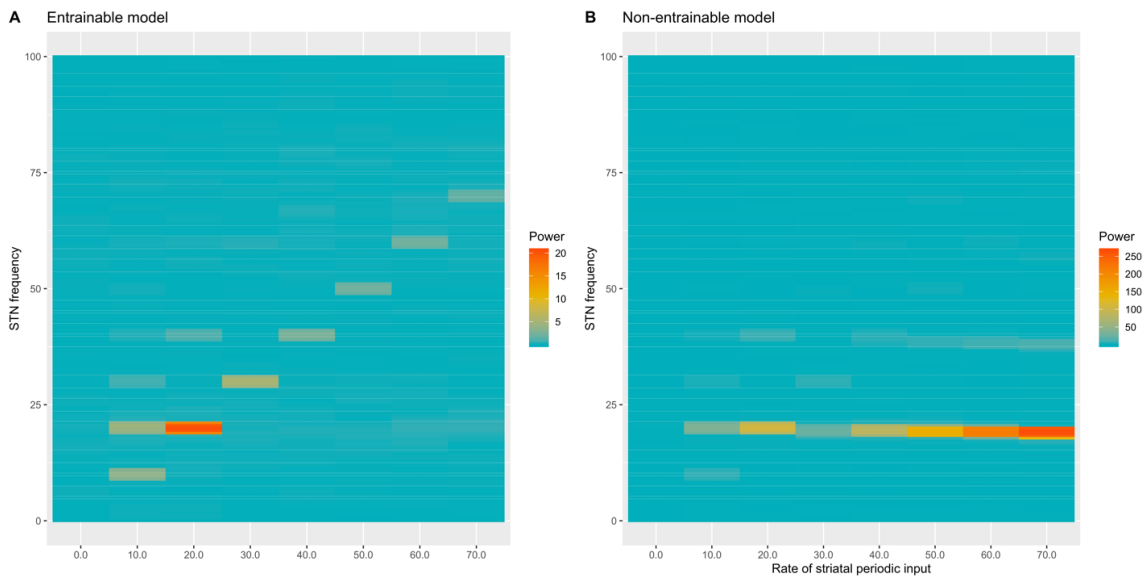 A Entrainable model
STN frequency
100
75
50
25
0
0.0 10.0 20.0 30.0 40.0 50.0 60.0 70.0
Power
20
15
10
5
B Non-entrainable model
STN frequency
100
75
50
25
0
0.0 10.0 20.0 30.0 40.0 50.0 60.0 70.0
Rate of striatal periodic input
Power
250
200
150
100
50